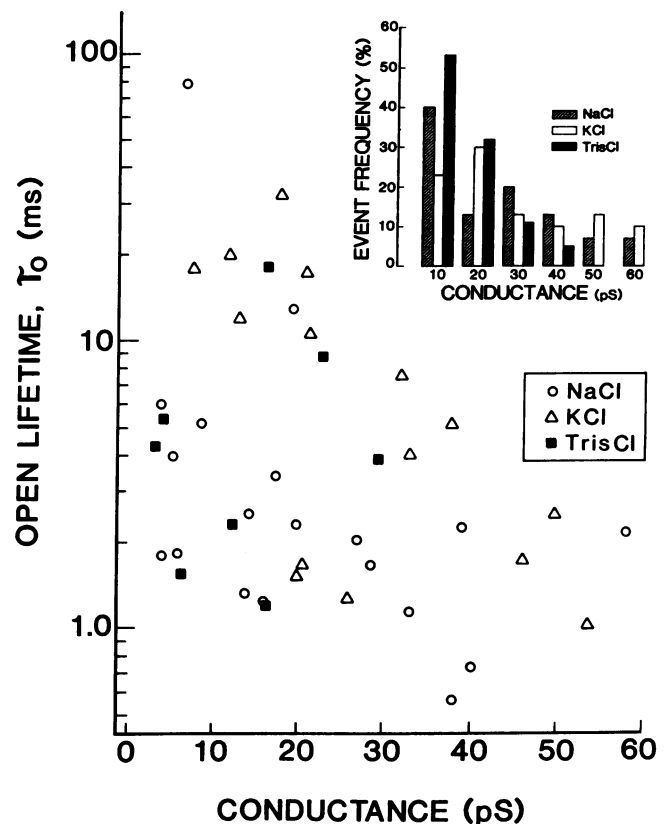 OPEN LIFETIME, τo (ms)
100
10
1.0
0 10 20 30 40 50 60
CONDUCTANCE (pS)
NaCl
KCl
TrisCl
EVENT FREQUENCY (%)
60
50
40
30
20
10
0
10 20 30 40 50 60
CONDUCTANCE (pS)
NaCl
KCl
TrisCl